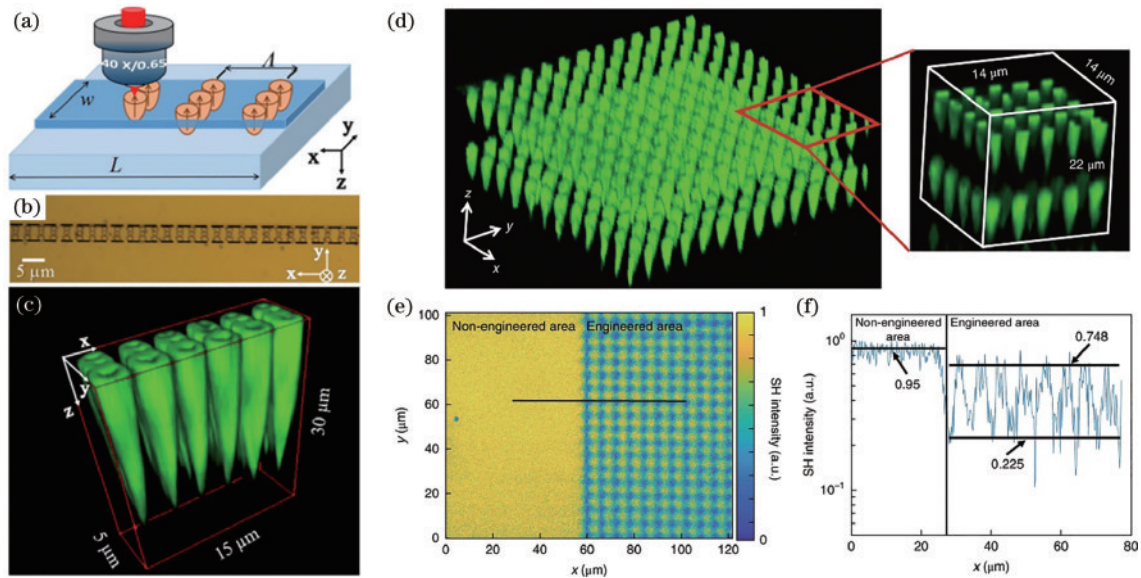 (a)
40 X/0.65
Λ
w
L
x
y
z
(b)
5 μm
y
x
z
(c)
x
y
z
30 μm
5 μm
15 μm
(d)
z
y
x
14 μm
14 μm
22 μm
(e)
Non-engineered area
Engineered area
y (μm)
100
80
60
40
20
0
0
20
40
60
80
100
120
x (μm)
1
0
SH intensity (a.u.)
(f)
Non-engineered
area
Engineered area
0.748
0.95
0.225
SH intensity (a.u.)
10⁰
10⁻¹
0
20
40
60
80
x (μm)